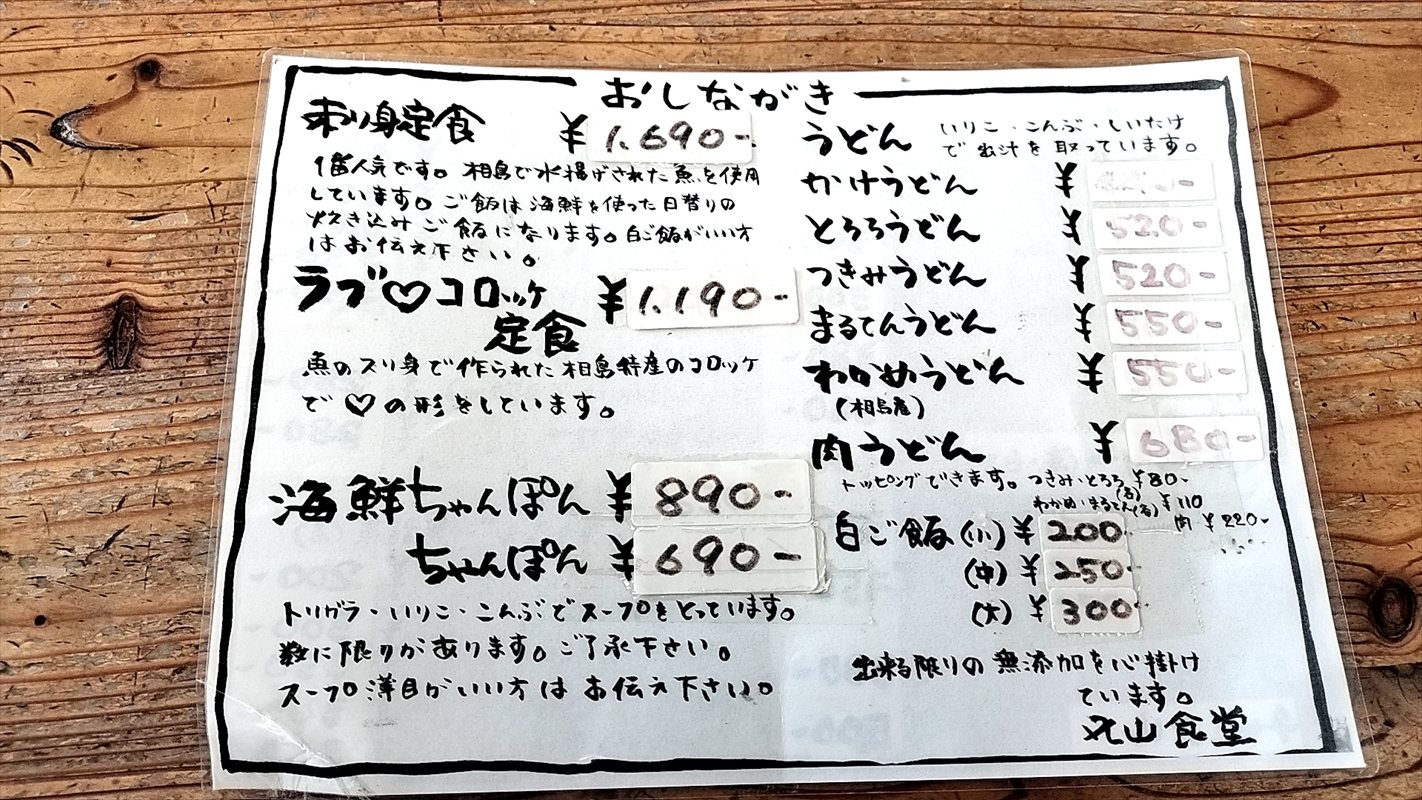 おしながき
刺り身定食 ¥1,690-
1番人気です。相島で水揚げされた魚を使用
しています。ご飯は海鮮を使った日替りの
炊き込みご飯になります。白ご飯がいい方
はお伝え下さい。
ラブ♡コロッケ ¥1,190-
定食
魚のスリ身で作られた相島特産のコロッケ
で♡の形をしています。
海鮮ちゃんぽん ¥890-
ちゃんぽん ¥690-
トリガラ・いりこ・こんぶでスープをとっています。
数に限りがあります。ご了承下さい。
スープ薄目がいい方はお伝え下さい。
うどん いりこ・こんぶ・しいたけ
で出汁を取っています。
かけうどん ¥
とろろうどん ¥520-
つきみうどん ¥520-
まるてんうどん ¥550-
わかめうどん ¥550-
(相島産)
肉うどん ¥680-
トッピングできます。つきみ・とろろ(各)¥80-
わかめ・まるてん(各)¥110
肉 ¥220-
白ご飯(小) ¥200
(中) ¥250
(大) ¥300
出来る限りの無添加を心掛け
ています。
丸山食堂